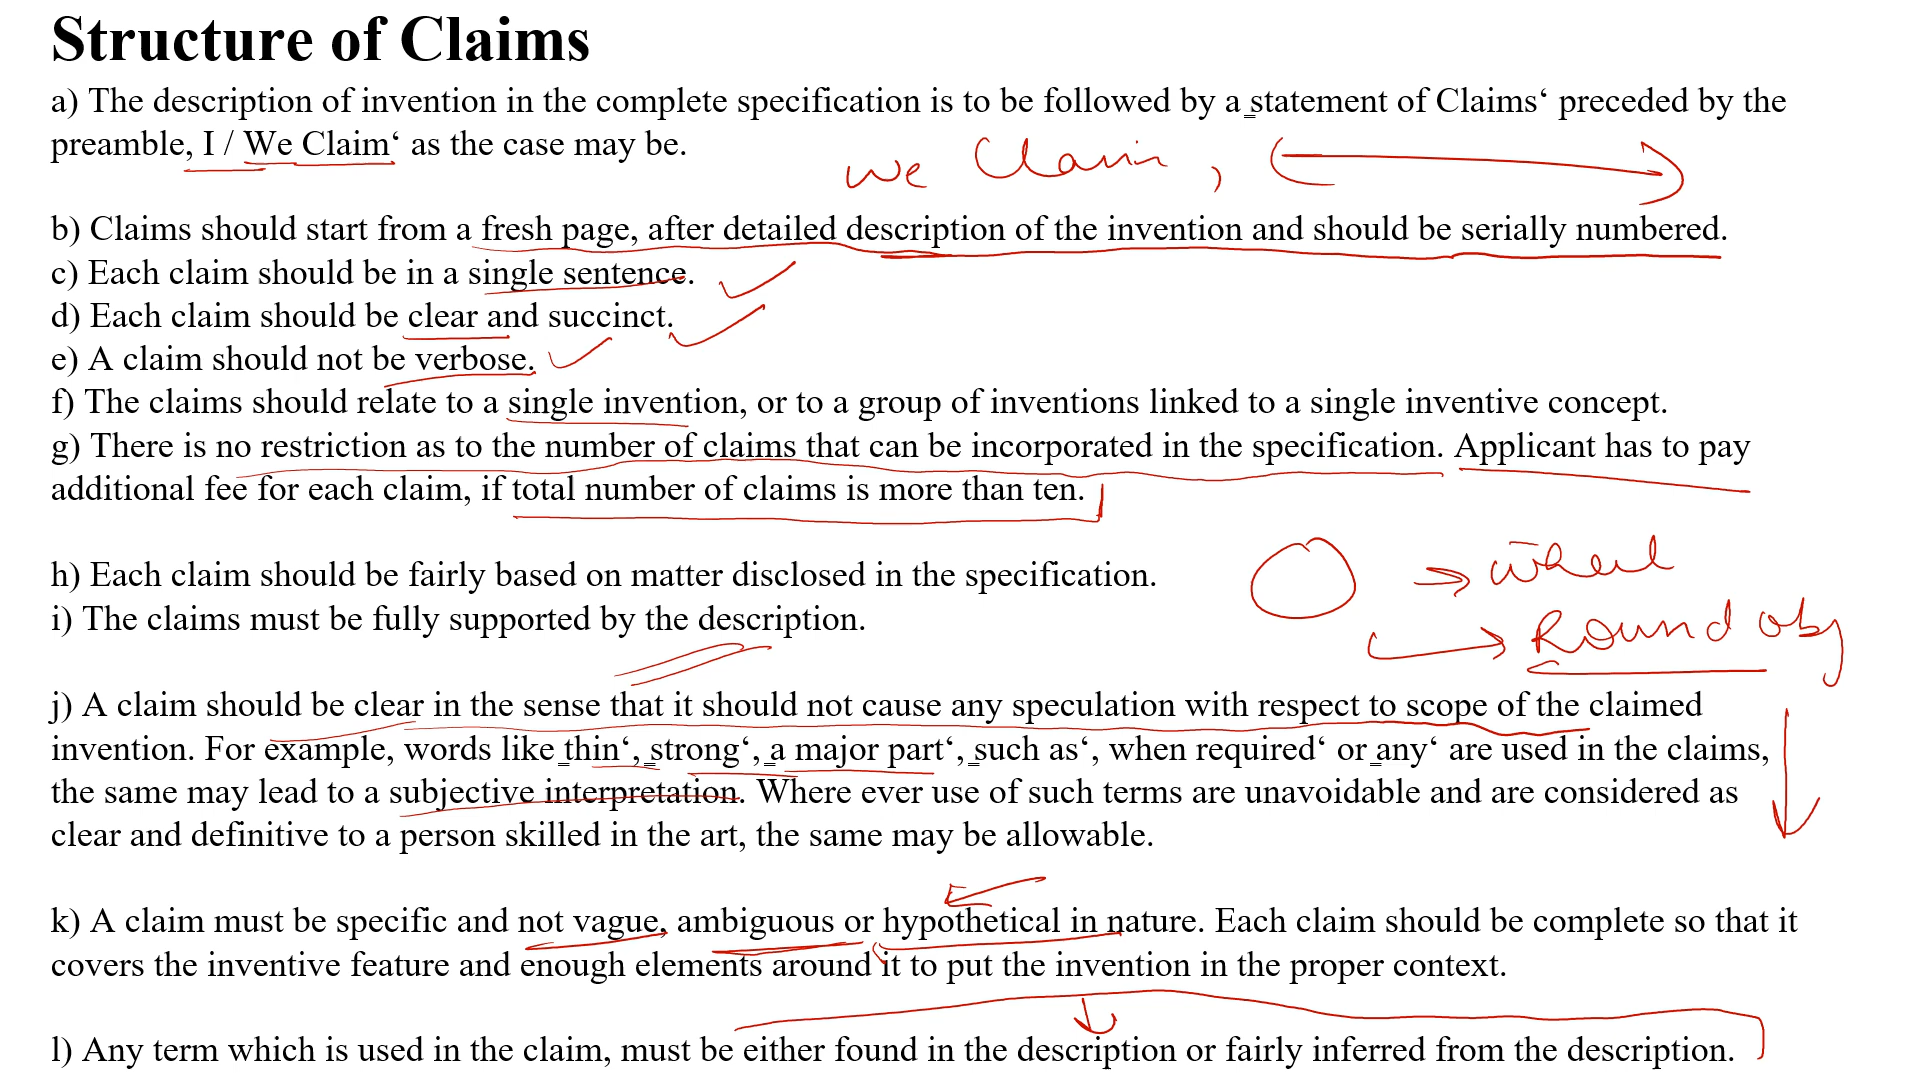 Structure of Claims
a) The description of invention in the complete specification is to be followed by a ‗statement of Claims‘ preceded by the
preamble, I / We Claim‘ as the case may be.
we Claim , ( )
b) Claims should start from a fresh page, after detailed description of the invention and should be serially numbered.
c) Each claim should be in a single sentence.
d) Each claim should be clear and succinct.
e) A claim should not be verbose.
f) The claims should relate to a single invention, or to a group of inventions linked to a single inventive concept.
g) There is no restriction as to the number of claims that can be incorporated in the specification. Applicant has to pay
additional fee for each claim, if total number of claims is more than ten.
h) Each claim should be fairly based on matter disclosed in the specification.
→ wheel
i) The claims must be fully supported by the description.
→ Round obj
j) A claim should be clear in the sense that it should not cause any speculation with respect to scope of the claimed
invention. For example, words like ‗thin‘, ‗strong‘, ‗a major part‘, ‗such as‘, when required‘ or ‗any‘ are used in the claims,
the same may lead to a subjective interpretation. Where ever use of such terms are unavoidable and are considered as
clear and definitive to a person skilled in the art, the same may be allowable.
k) A claim must be specific and not vague, ambiguous or hypothetical in nature. Each claim should be complete so that it
covers the inventive feature and enough elements around it to put the invention in the proper context.
l) Any term which is used in the claim, must be either found in the description or fairly inferred from the description.